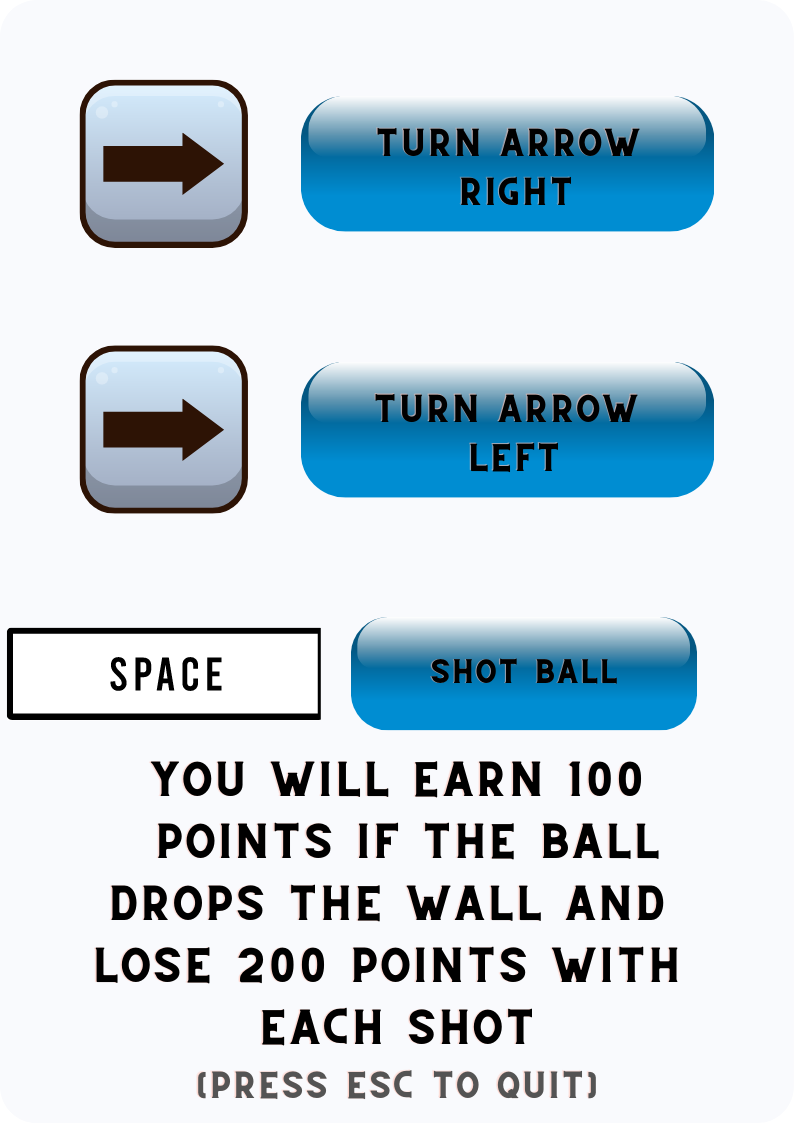 TURN ARROW
RIGHT
TURN ARROW
LEFT
SPACE
SHOT BALL
YOU WILL EARN 100
POINTS IF THE BALL
DROPS THE WALL AND
LOSE 200 POINTS WITH
EACH SHOT
(PRESS ESC TO QUIT)